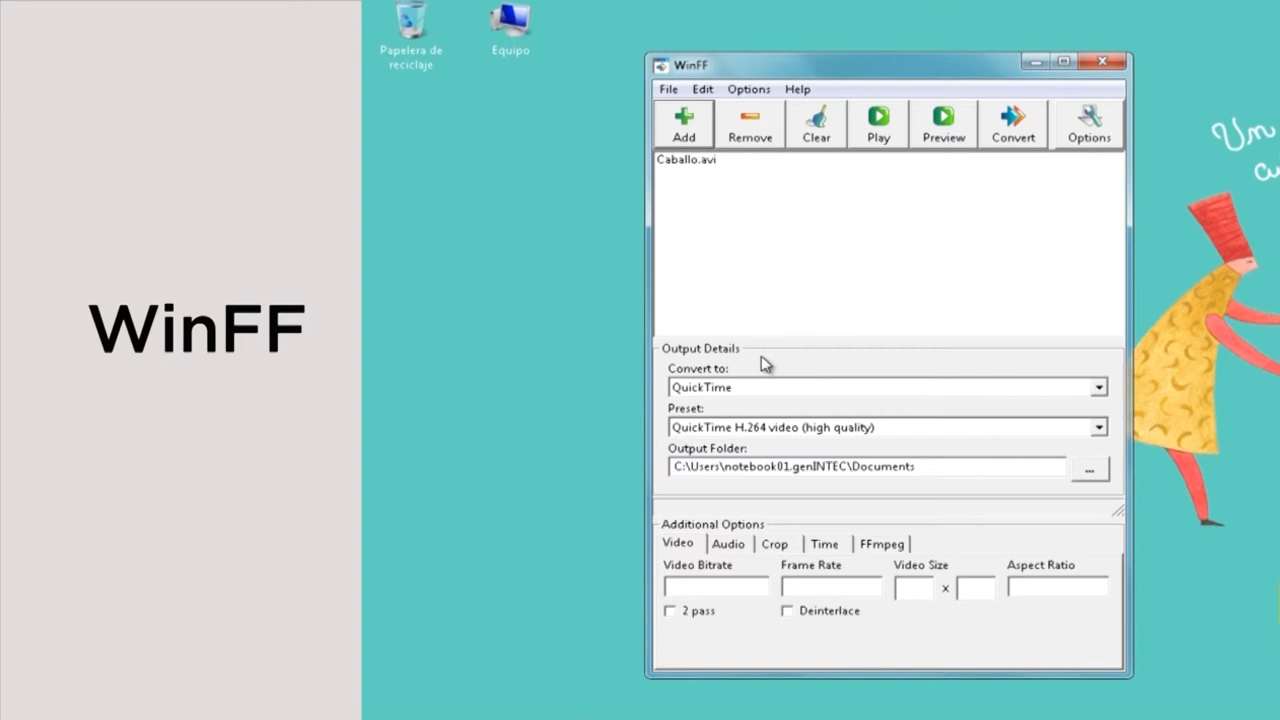 WinFF
Papelera de
reciclaje
Equipo
WinFF
File Edit Options Help
Add Remove Clear Play Preview Convert Options
Caballo.avi
Output Details
Convert to:
QuickTime
Preset:
QuickTime H.264 video (high quality)
Output Folder:
C:\Users\notebook01.genINTEC\Documents
...
Additional Options
Video Audio Crop Time FFmpeg
Video Bitrate Frame Rate Video Size Aspect Ratio
x
2 pass Deinterlace
Un